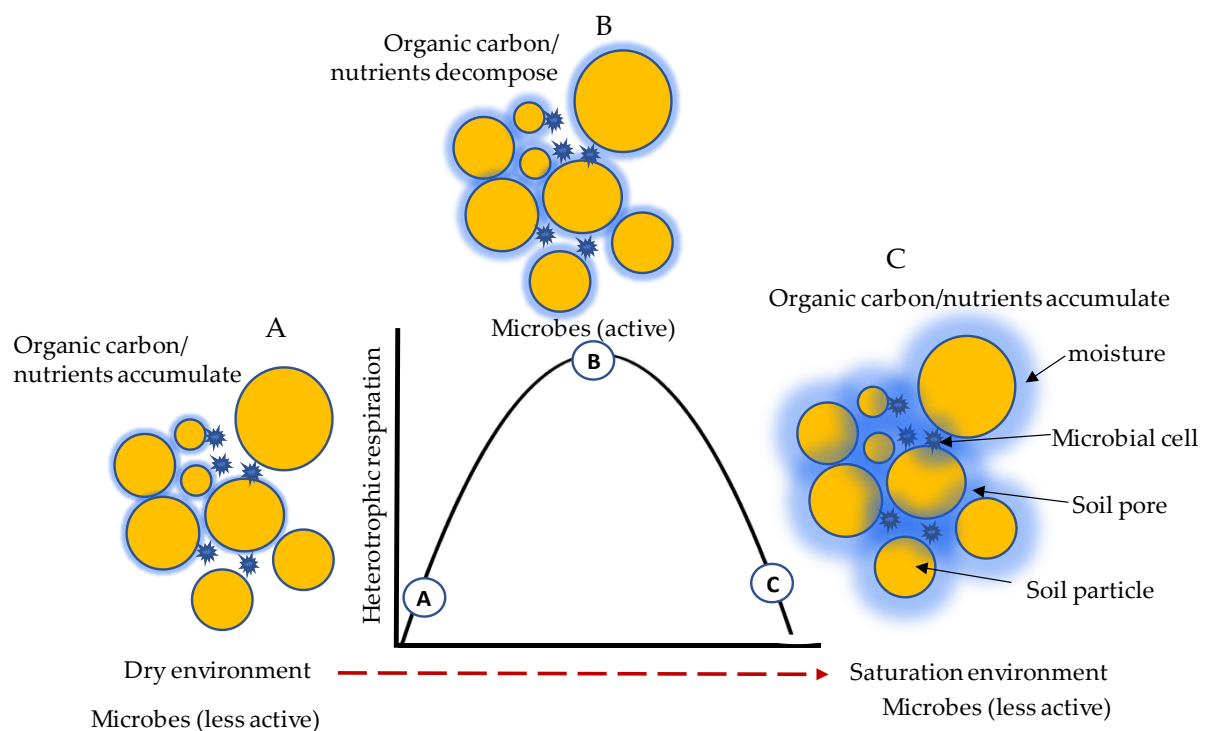 B
Organic carbon/
nutrients decompose
Microbes (active)
A
Organic carbon/
nutrients accumulate
C
Organic carbon/nutrients accumulate
moisture
Microbial cell
Soil pore
Soil particle
Heterotrophic respiration
A
B
C
Dry environment
Saturation environment
Microbes (less active)
Microbes (less active)